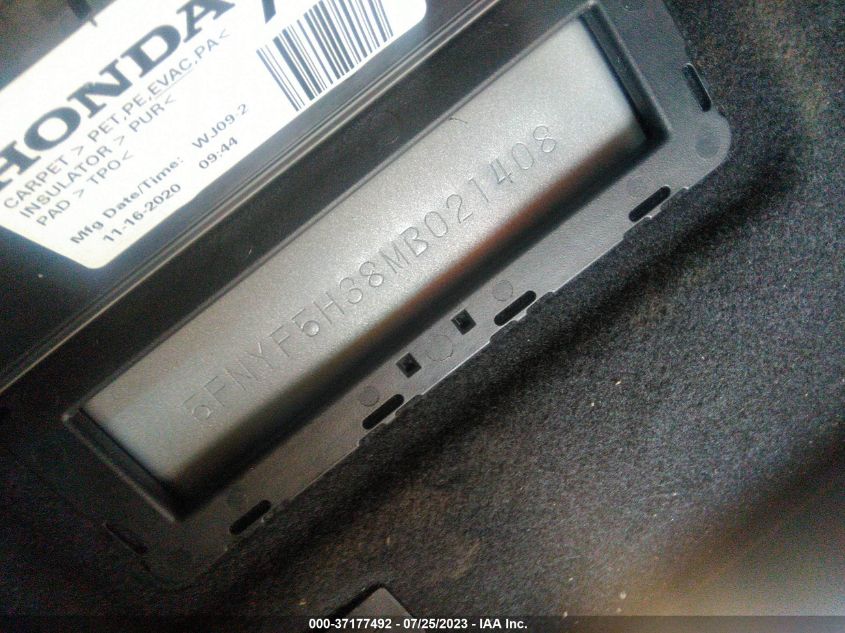 HONDA
CARPET > PET,PE,EVAC,PA<
INSULATOR > PUR<
PAD > TPO<
Mfg Date/Time: WJ09.2
11-16-2020 09:44
5FNYF5H38MB021408
000-37177492 - 07/25/2023 - IAA Inc.